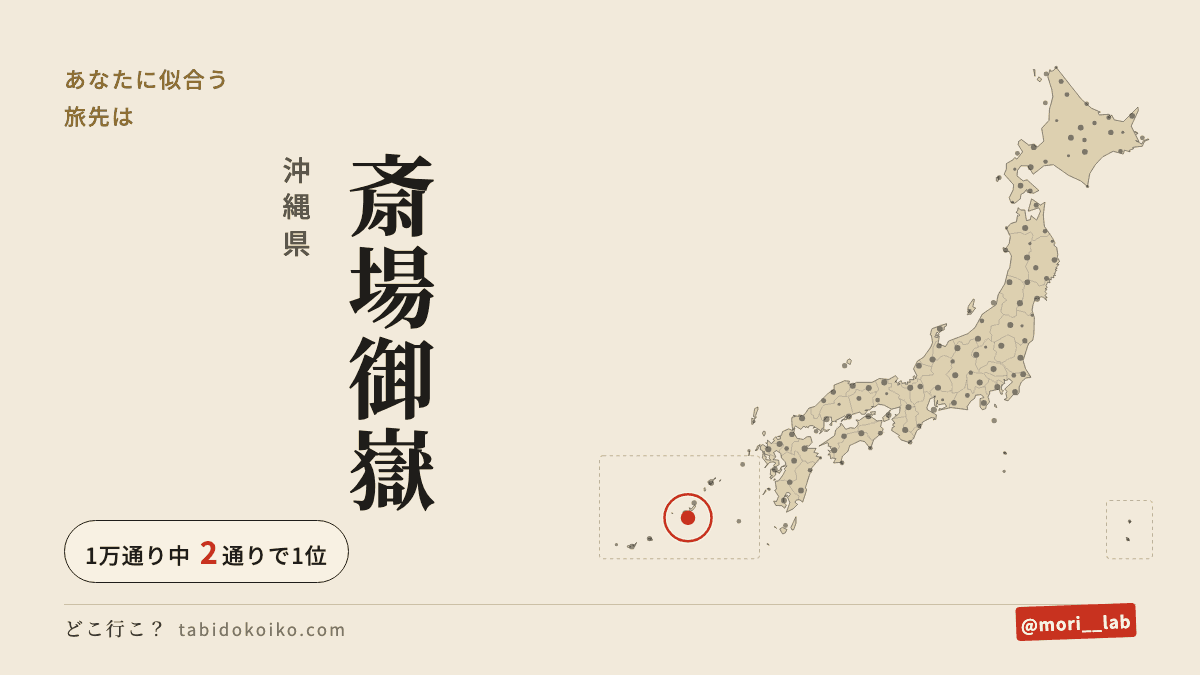 あなたに似合う
旅先は
斎場御嶽
沖縄県
1万通り中 2通りで1位
どこ行こ？ tabidokoiko.com
@mori__lab